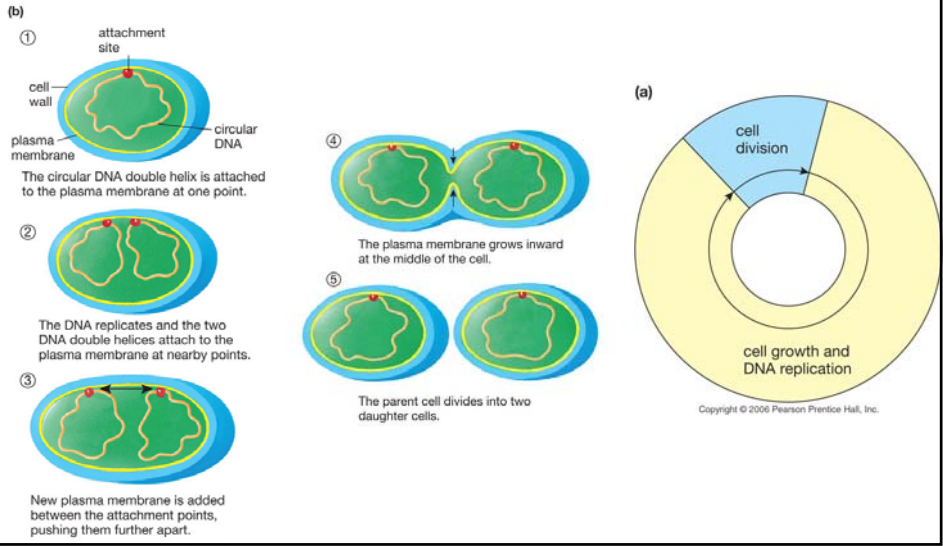 (b)
①
attachment
site
cell
wall
plasma
membrane
circular
DNA
The circular DNA double helix is attached
to the plasma membrane at one point.
②
The DNA replicates and the two
DNA double helices attach to the
plasma membrane at nearby points.
③
New plasma membrane is added
between the attachment points,
pushing them further apart.
④
The plasma membrane grows inward
at the middle of the cell.
⑤
The parent cell divides into two
daughter cells.
(a)
cell
division
cell growth and
DNA replication
Copyright © 2006 Pearson Prentice Hall, Inc.